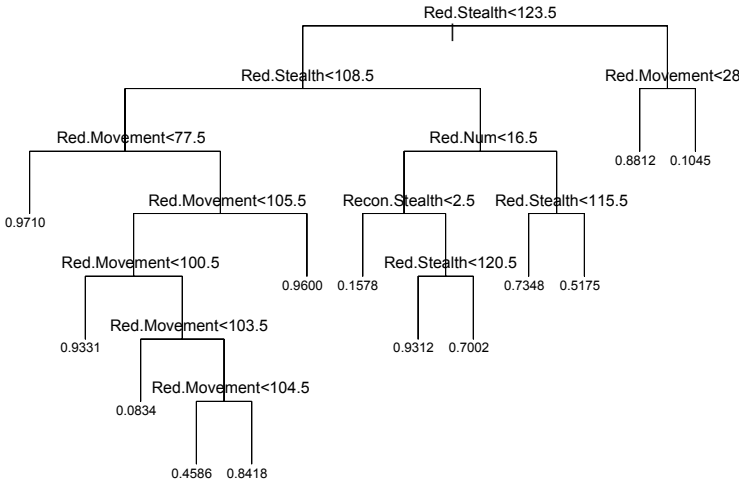 Red.Stealth<123.5
Red.Stealth<108.5
Red.Movement<28
Red.Movement<77.5
Red.Num<16.5
0.8812
0.1045
0.9710
Red.Movement<105.5
Recon.Stealth<2.5
Red.Stealth<115.5
Red.Movement<100.5
0.9600
0.1578
Red.Stealth<120.5
0.7348
0.5175
0.9331
Red.Movement<103.5
0.9312
0.7002
0.0834
Red.Movement<104.5
0.4586
0.8418